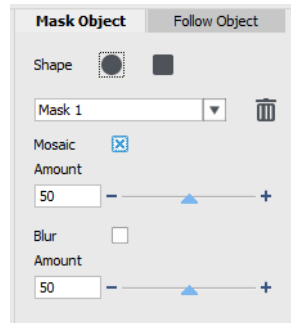 Mask Object Follow Object
Shape
Mask 1
Mosaic
Amount
50
Blur
Amount
50